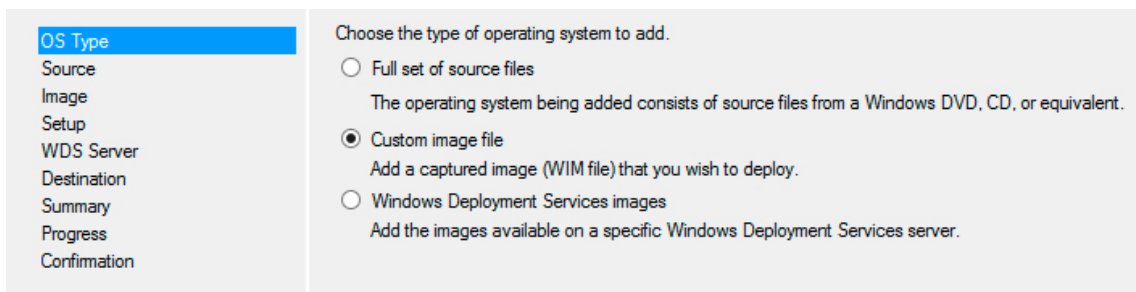 OS Type
Source
Image
Setup
WDS Server
Destination
Summary
Progress
Confirmation
Choose the type of operating system to add.
Full set of source files
The operating system being added consists of source files from a Windows DVD, CD, or equivalent.
Custom image file
Add a captured image (WIM file) that you wish to deploy.
Windows Deployment Services images
Add the images available on a specific Windows Deployment Services server.